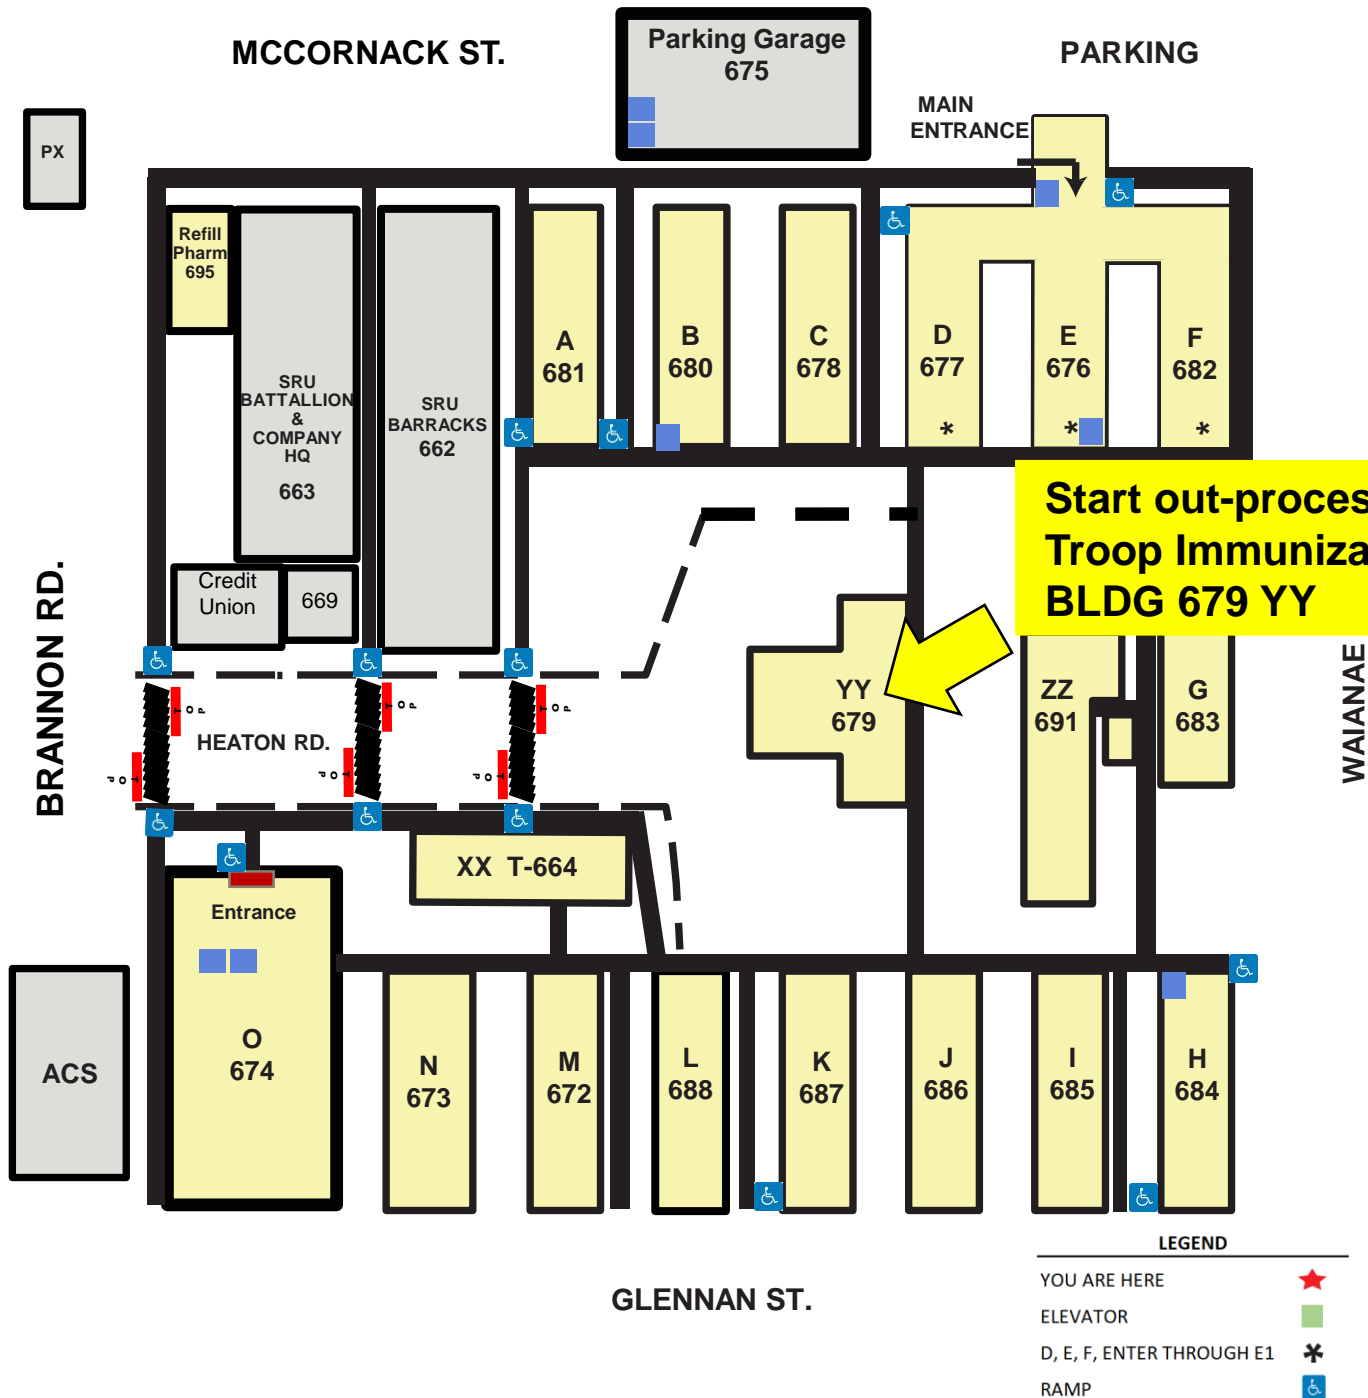 MCCORNACK ST.
Parking Garage
675
PARKING
MAIN
ENTRANCE
PX
Refill
Pharm
695
SRU
BATTALLION
&
COMPANY
HQ
663
SRU
BARRACKS
662
A
681
B
680
C
678
D
677
*
E
676
*
F
682
*
Start out-proces
Troop Immuniza
BLDG 679 YY
Credit
Union
669
BRANNON RD.
HEATON RD.
T O P
T O P
T O P
T O P
T O P
T O P
YY
679
ZZ
691
G
683
WAIANAE
XX T-664
Entrance
O
674
ACS
N
673
M
672
L
688
K
687
J
686
I
685
H
684
GLENNAN ST.
LEGEND
YOU ARE HERE
ELEVATOR
D, E, F, ENTER THROUGH E1 *
RAMP